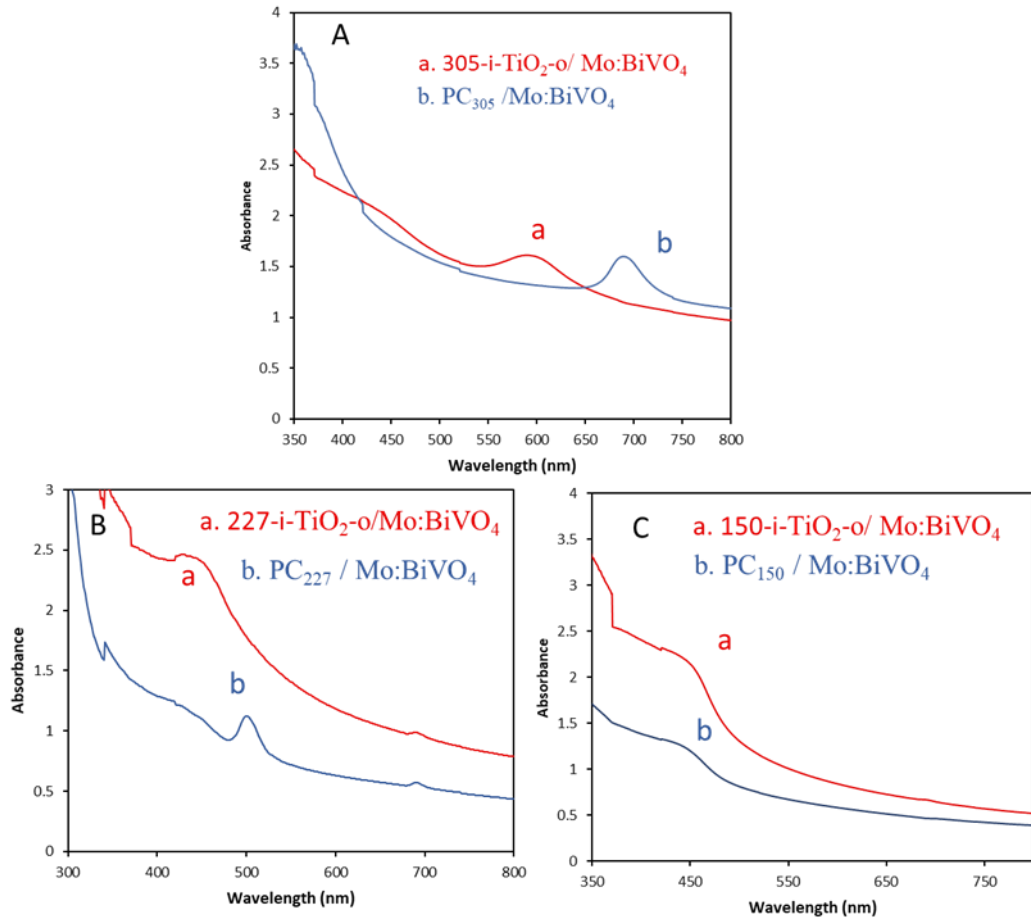 A
a. 305-i-TiO₂-o/ Mo:BiVO₄
b. PC₃₀₅ /Mo:BiVO₄
a
b
Absorbance
4
3.5
3
2.5
2
1.5
1
0.5
0
350 400 450 500 550 600 650 700 750 800
Wavelength (nm)
B
a. 227-i-TiO₂-o/Mo:BiVO₄
b. PC₂₂₇ / Mo:BiVO₄
a
b
Absorbance
3
2.5
2
1.5
1
0.5
0
300 400 500 600 700 800
Wavelength (nm)
C
a. 150-i-TiO₂-o/ Mo:BiVO₄
b. PC₁₅₀ / Mo:BiVO₄
a
b
Absorbance
4
3.5
3
2.5
2
1.5
1
0.5
0
350 450 550 650 750
Wavelength (nm)